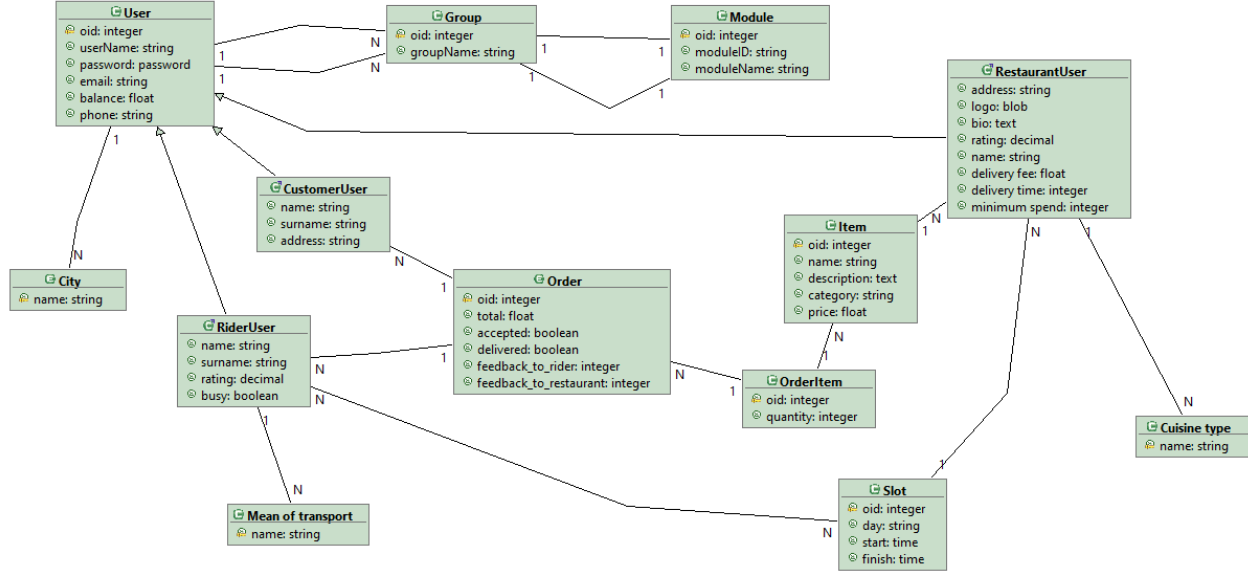 User
oid: integer
userName: string
password: password
email: string
balance: float
phone: string
1
N
1
N
1
Group
oid: integer
groupName: string
1
1
1
1
Module
oid: integer
moduleID: string
moduleName: string
RestaurantUser
address: string
logo: blob
bio: text
rating: decimal
name: string
delivery fee: float
delivery time: integer
minimum spend: integer
N
1
N
1
CustomerUser
name: string
surname: string
address: string
N
1
Item
oid: integer
name: string
description: text
category: string
price: float
N
1
N
City
name: string
Order
oid: integer
total: float
accepted: boolean
delivered: boolean
feedback_to_rider: integer
feedback_to_restaurant: integer
1
N
1
RiderUser
name: string
surname: string
rating: decimal
busy: boolean
N
N
1
OrderItem
oid: integer
quantity: integer
N
Cuisine type
name: string
N
Mean of transport
name: string
1
N
Slot
oid: integer
day: string
start: time
finish: time